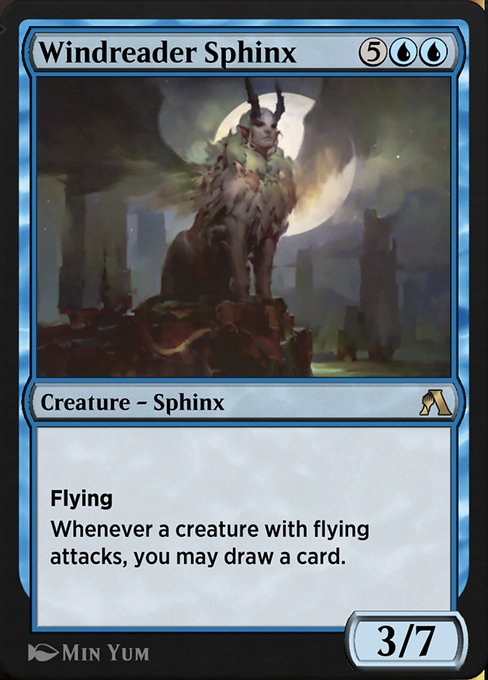 Windreader Sphinx 5
Creature – Sphinx
Flying
Whenever a creature with flying
attacks, you may draw a card.
3/7
Min Yum